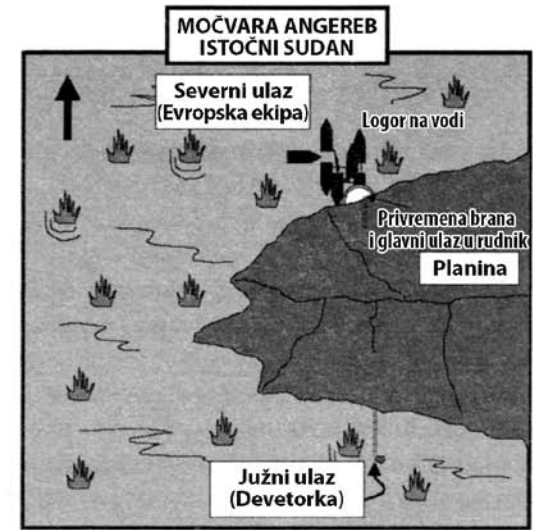 MOČVARA ANGEREB
ISTOČNI SUDAN
Severni ulaz
(Evropska ekipa)
Logor na vodi
Privremena brana
i glavni ulaz u rudnik
Planina
Južni ulaz
(Devetorka)